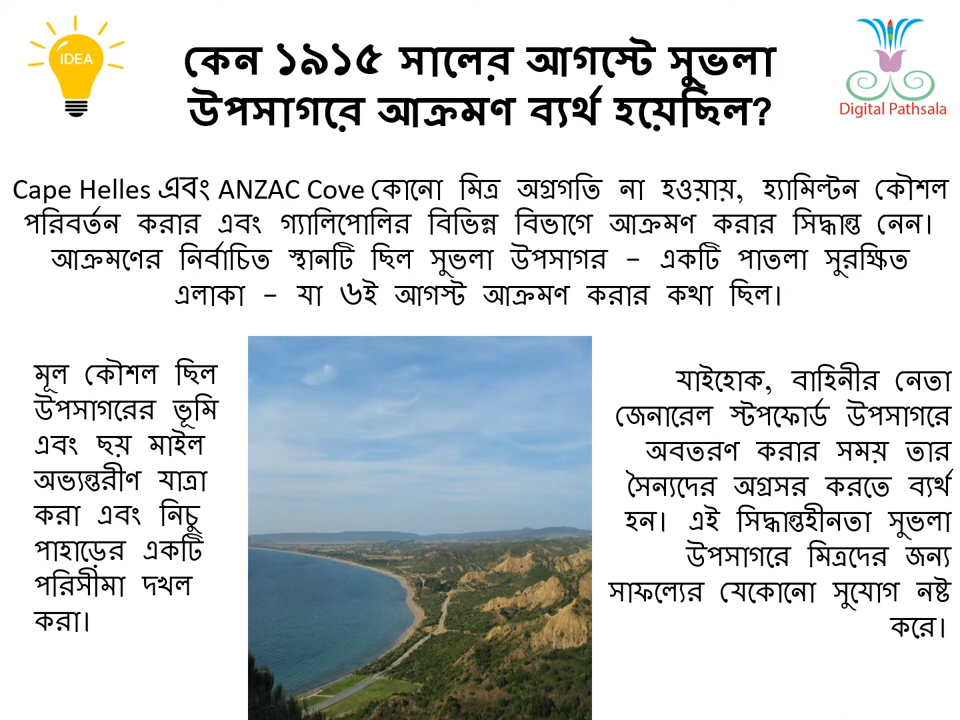 IDEA
কেন ১৯১৫ সালের আগস্টে সুভলা
উপসাগরে আক্রমণ ব্যর্থ হয়েছিল?
Digital Pathsala
Cape Helles এবং ANZAC Cove কোনো মিত্র অগ্রগতি না হওয়ায়, হ্যামিল্টন কৌশল
পরিবর্তন করার এবং গ্যালিপোলির বিভিন্ন বিভাগে আক্রমণ করার সিদ্ধান্ত নেন।
আক্রমণের নির্বাচিত স্থানটি ছিল সুভলা উপসাগর – একটি পাতলা সুরক্ষিত
এলাকা – যা ৬ই আগস্ট আক্রমণ করার কথা ছিল।
মূল কৌশল ছিল
উপসাগরের ভূমি
এবং ছয় মাইল
অভ্যন্তরীণ যাত্রা
করা এবং নিচু
পাহাড়ের একটি
পরিসীমা দখল
করা।
যাইহোক, বাহিনীর নেতা
জেনারেল স্টপফোর্ড উপসাগরে
অবতরণ করার সময় তার
সৈন্যদের অগ্রসর করতে ব্যর্থ
হন। এই সিদ্ধান্তহীনতা সুভলা
উপসাগরে মিত্রদের জন্য
সাফল্যের যেকোনো সুযোগ নষ্ট
করে।